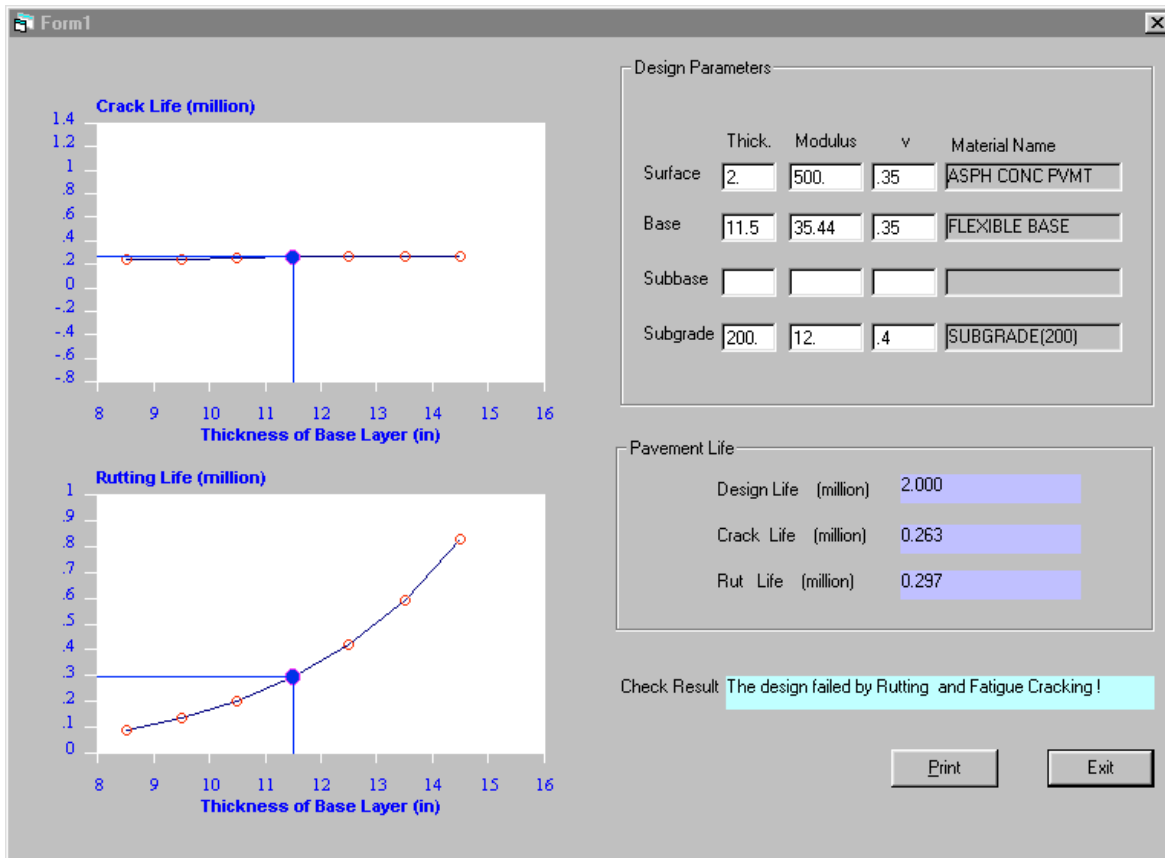 Form1
Crack Life (million)
1.4
1.2
1
.8
.6
.4
.2
0
-.2
-.4
-.6
-.8
8 9 10 11 12 13 14 15 16
Thickness of Base Layer (in)
Rutting Life (million)
1
.9
.8
.7
.6
.5
.4
.3
.2
.1
0
8 9 10 11 12 13 14 15 16
Thickness of Base Layer (in)
Design Parameters
Thick. Modulus v Material Name
Surface 2. 500. .35 ASPH CONC PVMT
Base 11.5 35.44 .35 FLEXIBLE BASE
Subbase
Subgrade 200. 12. .4 SUBGRADE(200)
Pavement Life
Design Life (million) 2.000
Crack Life (million) 0.263
Rut Life (million) 0.297
Check Result The design failed by Rutting and Fatigue Cracking !
Print Exit